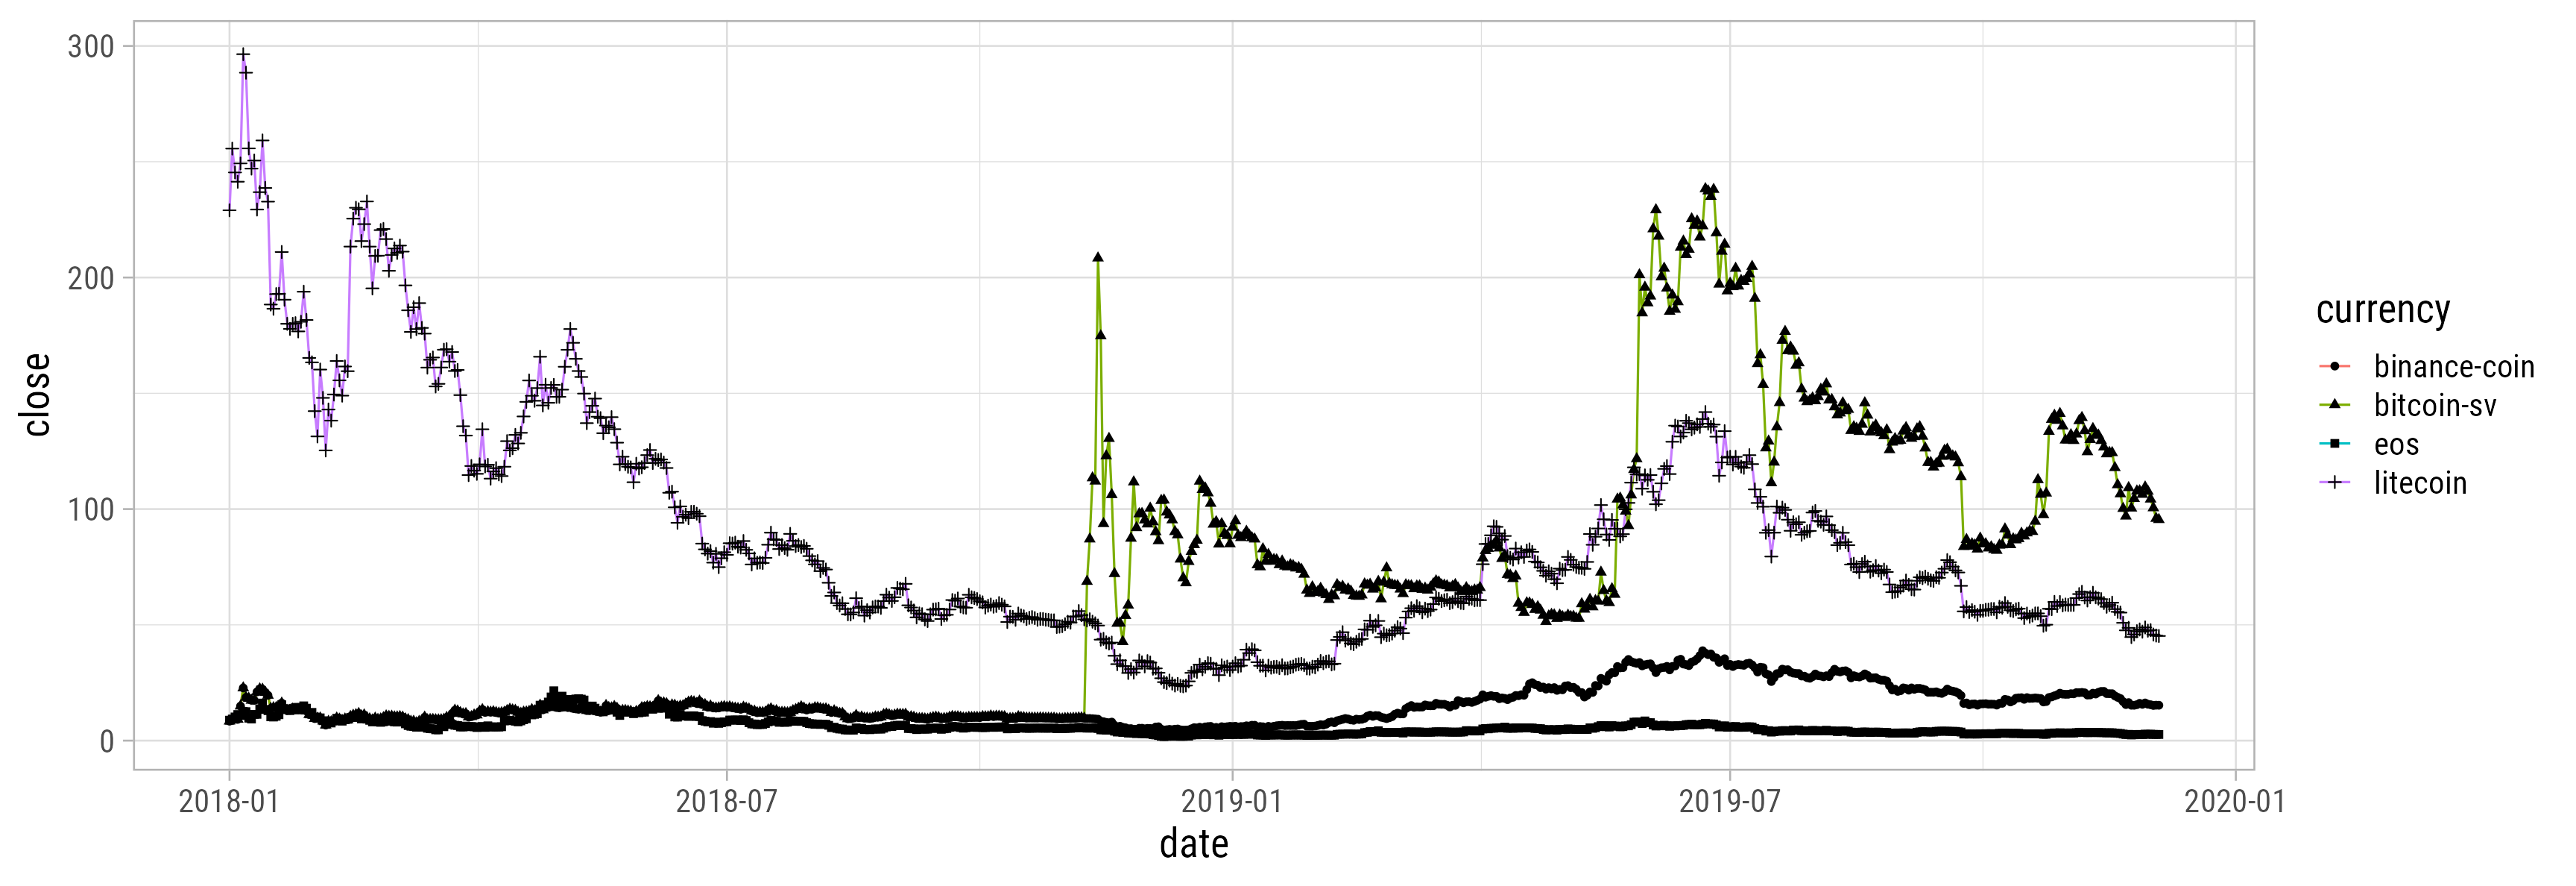 300
200
100
0
close
2018-01
2018-07
2019-01
2019-07
2020-01
date
currency
binance-coin
bitcoin-sv
eos
litecoin